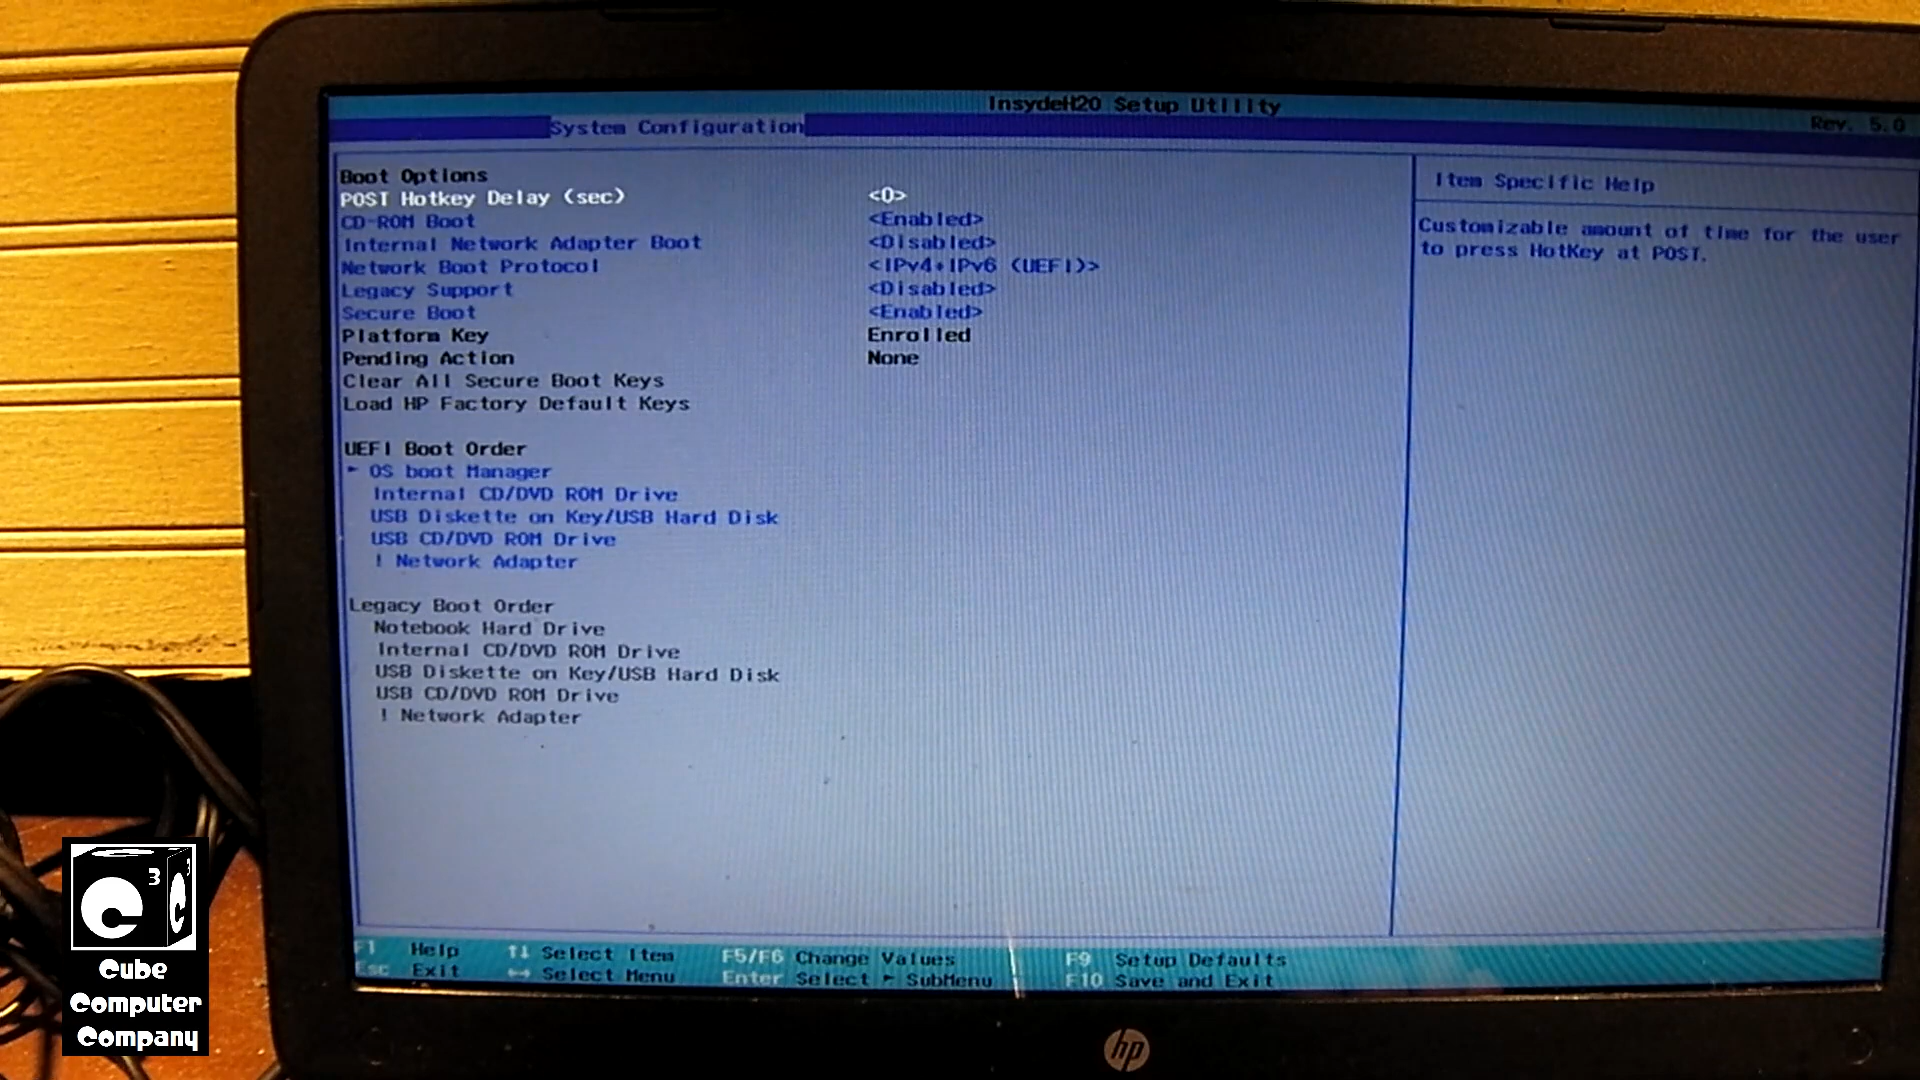 InsydeH20 Setup Utility
Rev. 5.0
System Configuration
Boot Options
POST Hotkey Delay (sec) <0>
CD-ROM Boot <Enabled>
Internal Network Adapter Boot <Disabled>
Network Boot Protocol <IPv4+IPv6 (UEFI)>
Legacy Support <Disabled>
Secure Boot <Enabled>
Platform Key Enrolled
Pending Action None
Clear All Secure Boot Keys
Load HP Factory Default Keys
UEFI Boot Order
► OS boot Manager
Internal CD/DVD ROM Drive
USB Diskette on Key/USB Hard Disk
USB CD/DVD ROM Drive
! Network Adapter
Legacy Boot Order
Notebook Hard Drive
Internal CD/DVD ROM Drive
USB Diskette on Key/USB Hard Disk
USB CD/DVD ROM Drive
! Network Adapter
Item Specific Help
Customizable amount of time for the user
to press HotKey at POST.
F1 Help ↑↓ Select Item F5/F6 Change Values F9 Setup Defaults
Esc Exit ↔ Select Menu Enter Select ► SubMenu F10 Save and Exit
hp
C 3 C 3
Cube
Computer
Company